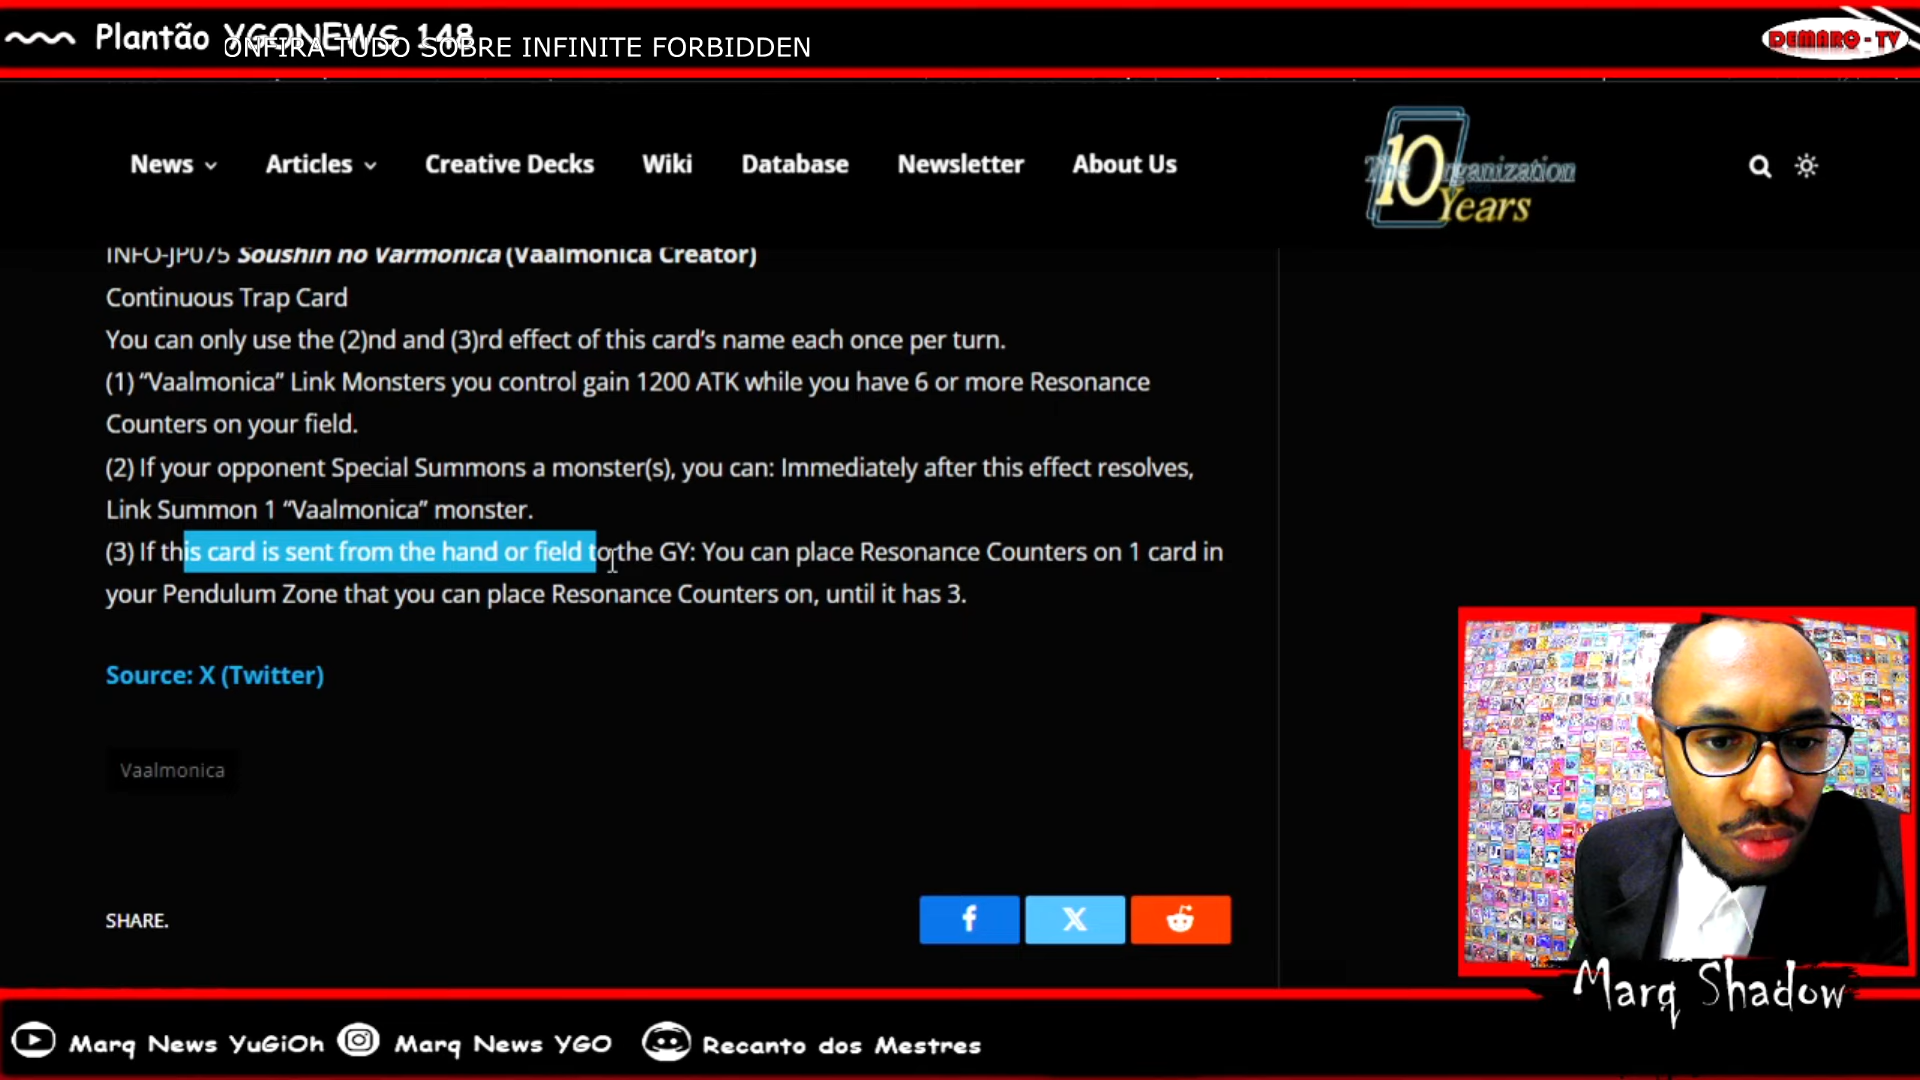 Plantão YGONEWS 148
ONFIRA TUDO SOBRE INFINITE FORBIDDEN
DEMARQ-TV
News
Articles
Creative Decks
Wiki
Database
Newsletter
About Us
The Organization
10
Years
INFO-JP075 Soushin no Varmonica (Vaalmonica Creator)
Continuous Trap Card
You can only use the (2)nd and (3)rd effect of this card’s name each once per turn.
(1) “Vaalmonica” Link Monsters you control gain 1200 ATK while you have 6 or more Resonance
Counters on your field.
(2) If your opponent Special Summons a monster(s), you can: Immediately after this effect resolves,
Link Summon 1 “Vaalmonica” monster.
(3) If this card is sent from the hand or field to the GY: You can place Resonance Counters on 1 card in
your Pendulum Zone that you can place Resonance Counters on, until it has 3.
Source: X (Twitter)
Vaalmonica
SHARE.
Marq Shadow
Marq News YuGiOh
Marq News YGO
Recanto dos Mestres